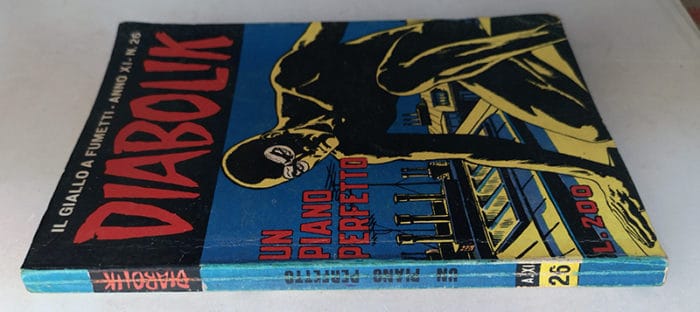 IL GIALLO A FUMETTI - ANNO XI - N. 26
DIABOLIK
UN
PIANO
PERFETTO
L. 200
DIABOLIK
UN PIANO PERFETTO
A. XI
26